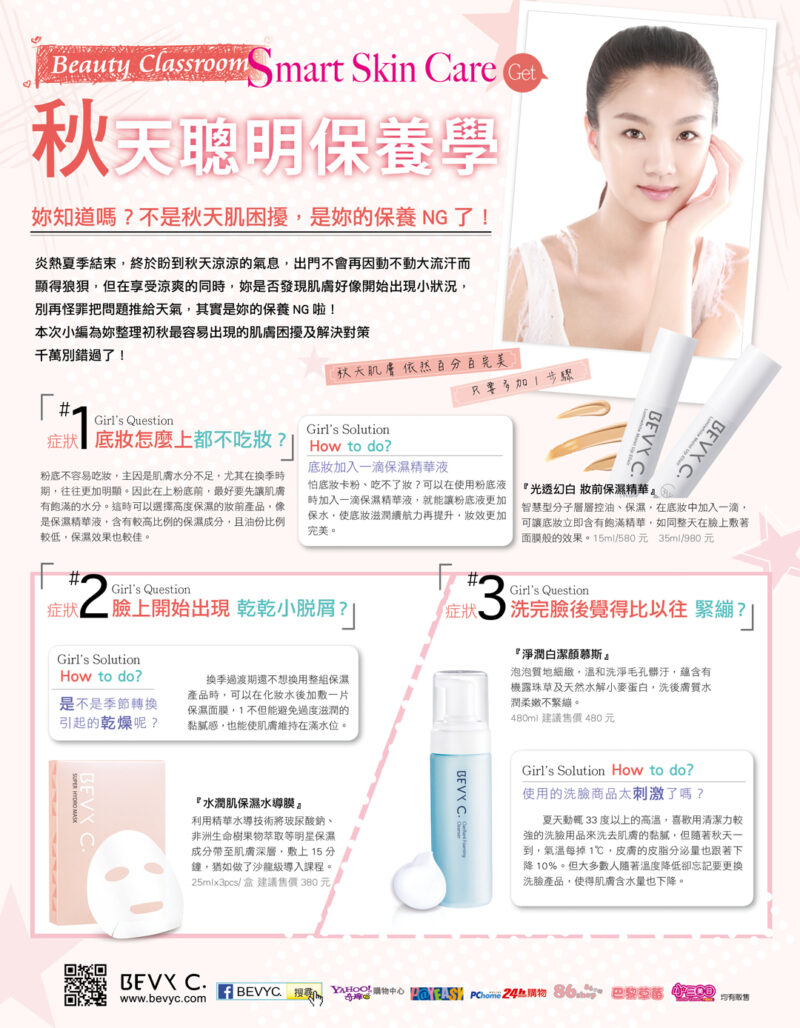 Beauty Classroom Smart Skin Care Get
秋天聰明保養學
妳知道嗎？不是秋天肌困擾，是妳的保養 NG 了！
炎熱夏季結束，終於盼到秋天涼涼的氣息，出門不會再因動不動大流汗而
顯得狼狽，但在享受涼爽的同時，妳是否發現肌膚好像開始出現小狀況，
別再怪罪把問題推給天氣，其實是妳的保養 NG 啦！
本次小編為妳整理初秋最容易出現的肌膚困擾及解決對策
千萬別錯過了！
秋天肌膚依然百分百完美
只要多加 1 步驟
#1 Girl's Question
症狀 底妝怎麼上都不吃妝？
粉底不容易吃妝，主因是肌膚水分不足，尤其在換季時
期，往往更加明顯。因此在上粉底前，最好要先讓肌膚
有飽滿的水分。這時可以選擇高度保濕的妝前產品，像
是保濕精華液，含有較高比例的保濕成分，且油份比例
較低，保濕效果也較佳。
Girl's Solution
How to do?
底妝加入一滴保濕精華液
怕底妝卡粉、吃不了妝？可以在使用粉底液
時加入一滴保濕精華液，就能讓粉底液更加
保水，使底妝滋潤續航力再提升，妝效更加
完美。
BEVY C.
BEVY C.
『光透幻白 妝前保濕精華』
智慧型分子層層控油、保濕，在底妝中加入一滴，
可讓底妝立即含有飽滿精華，如同整天在臉上敷著
面膜般的效果。15ml/580 元 35ml/980 元
#2 Girl's Question
症狀 臉上開始出現 乾乾小脫屑？
Girl's Solution
How to do?
是不是季節轉換
引起的乾燥呢？
換季過渡期還不想換用整組保濕
產品時，可以在化妝水後加敷一片
保濕面膜，1 不但能避免過度滋潤的
黏膩感，也能使肌膚維持在滿水位。
BEVY C.
SUPER HYDRO MASK
『水潤肌保濕水導膜』
利用精華水導技術將玻尿酸鈉、
非洲生命樹果物萃取等明星保濕
成分帶至肌膚深層，敷上 15 分
鐘，猶如做了沙龍級導入課程。
25mlx3pcs/ 盒 建議售價 380 元
#3 Girl's Question
症狀 洗完臉後覺得比以往 緊繃？
『淨潤白潔顏慕斯』
泡泡質地細緻，溫和洗淨毛孔髒汙，蘊含有
機露珠草及天然水解小麥蛋白，洗後膚質水
潤柔嫩不緊繃。
480ml 建議售價 480 元
BEVY C.
Cleanser
Girl's Solution How to do?
使用的洗臉商品太刺激了嗎？
夏天動輒 33 度以上的高溫，喜歡用清潔力較
強的洗臉用品來洗去肌膚的黏膩，但隨著秋天一
到，氣溫每掉 1℃，皮膚的皮脂分泌量也跟著下
降 10%。但大多數人隨著溫度降低卻忘記要更換
洗臉產品，使得肌膚含水量也下降。
BEVY C.
www.bevyc.com
f BEVYC. 搜尋
YAHOO! 奇摩 購物中心 PAYEASY PChome 24h 購物 86shop 巴黎草莓 小三美日 均有販售